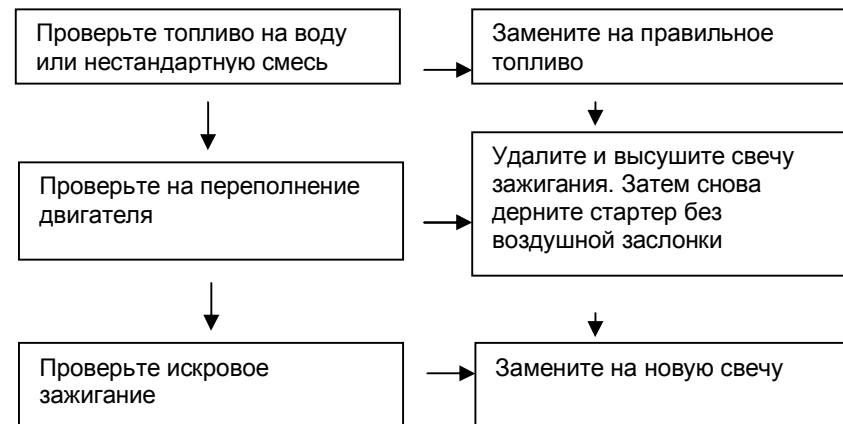 Проверьте топливо на воду
или нестандартную смесь
Замените на правильное
топливо
Проверьте на переполнение
двигателя
Удалите и высушите свечу
зажигания. Затем снова
дерните стартер без
воздушной заслонки
Проверьте искровое
зажигание
Замените на новую свечу